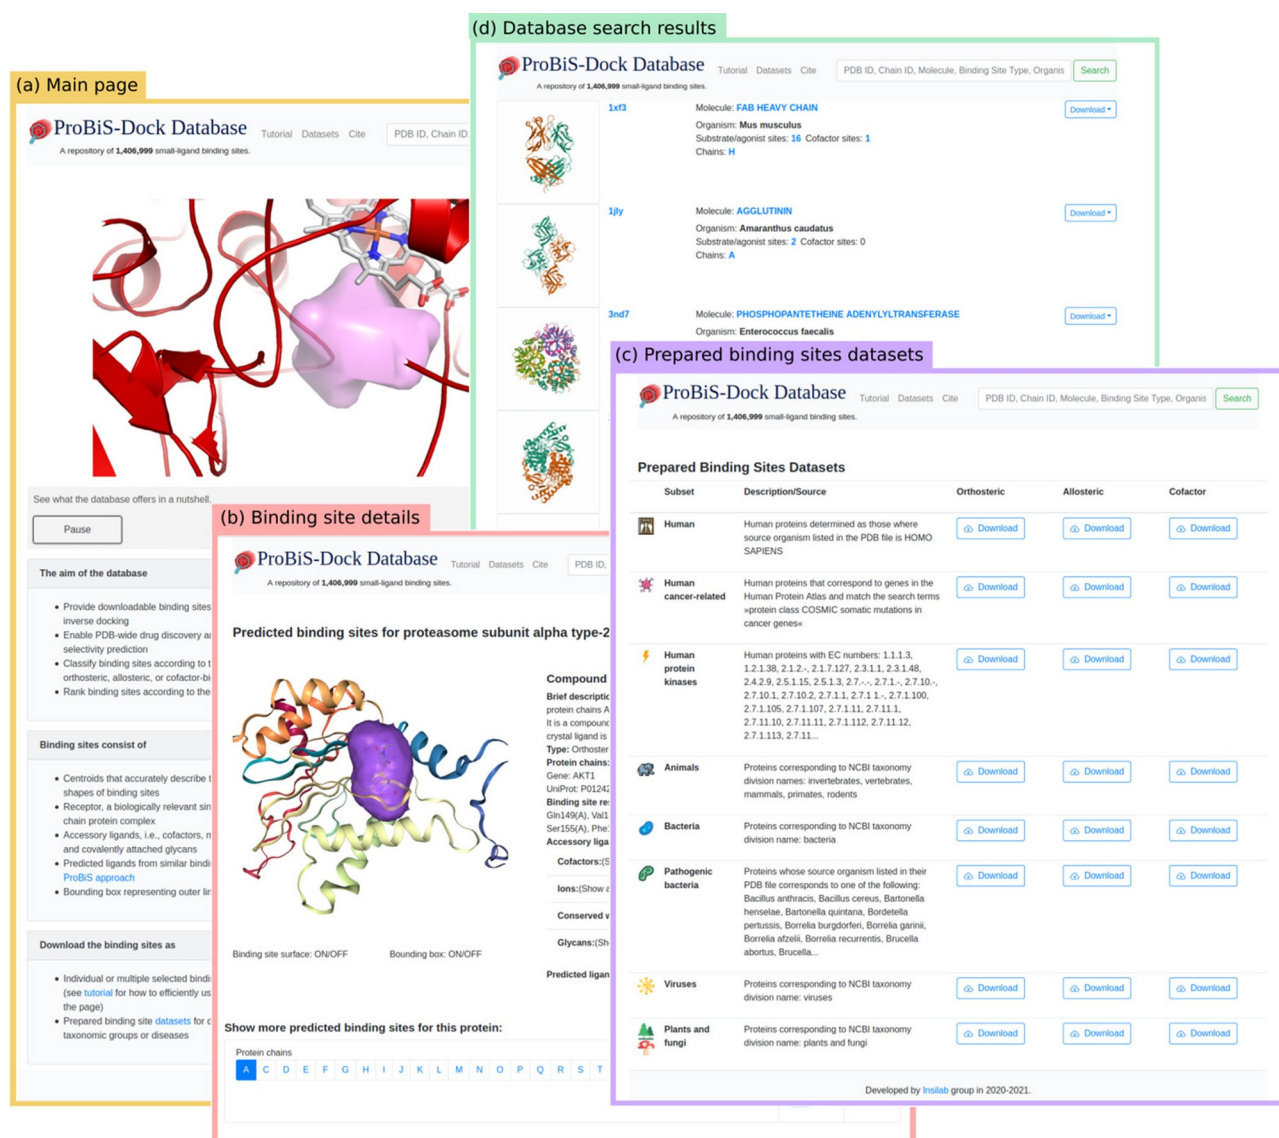 (d) Database search results
ProBiS-Dock Database
Tutorial Datasets Cite
PDB ID, Chain ID, Molecule, Binding Site Type, Organis
Search
A repository of 1,406,999 small-ligand binding sites.
1xf3
Molecule: FAB HEAVY CHAIN
Download
Organism: Mus musculus
Substrate/agonist sites: 16 Cofactor sites: 1
Chains: H
1jly
Molecule: AGGLUTININ
Download
Organism: Amaranthus caudatus
Substrate/agonist sites: 2 Cofactor sites: 0
Chains: A
3nd7
Molecule: PHOSPHOPANTETHEINE ADENYLYLTRANSFERASE
Download
Organism: Enterococcus faecalis
(a) Main page
ProBiS-Dock Database
Tutorial Datasets Cite
PDB ID, Chain ID,
A repository of 1,406,999 small-ligand binding sites.
See what the database offers in a nutshell.
Pause
The aim of the database
• Provide downloadable binding sites
inverse docking
• Enable PDB-wide drug discovery
selectivity prediction
• Classify binding sites according to
orthosteric, allosteric, or
• Rank binding sites according to the
Binding sites consist of
• Centroids that accurately describe
shapes of binding sites
• Receptor, a biologically relevant
chain protein complex
• Accessory ligands, i.e., cofactors,
and covalently attached glycans
• Predicted ligands from similar
ProBiS approach
• Bounding box representing outer
Download the binding sites as
• Individual or multiple selected
(see tutorial for how to efficiently
the page)
• Prepared binding site datasets for
taxonomic groups or diseases
(b) Binding site details
ProBiS-Dock Database
Tutorial Datasets Cite
PDB ID,
A repository of 1,406,999 small-ligand binding sites.
Predicted binding sites for proteasome subunit alpha type-2
Compound
Brief
protein chains
It is a
crystal ligand is
Type:
Protein chains:
Gene: AKT1
UniProt:
Binding site
Gln149(A),
Ser155(A),
Accessory
Cofactors:
Ions:(Show
Conserved
Glycans:
Predicted
Binding site surface: ON/OFF
Bounding box: ON/OFF
Show more predicted binding sites for this protein:
Protein chains
A C D E F G H I J K L M N O P Q R S T
(c) Prepared binding sites datasets
ProBiS-Dock Database
Tutorial Datasets Cite
PDB ID, Chain ID, Molecule, Binding Site Type, Organis
Search
A repository of 1,406,999 small-ligand binding sites.
Prepared Binding Sites Datasets
Subset Description/Source Orthosteric Allosteric Cofactor
Human
Human proteins determined as those where
source organism listed in the PDB file is HOMO
SAPIENS
Download Download Download
Human
cancer-related
Human proteins that correspond to genes in the
Human Protein Atlas and match the search terms
»protein class COSMIC somatic mutations in
cancer genes«
Download Download Download
Human
protein
kinases
Human proteins with EC numbers: 1.1.1.3,
1.2.1.38, 2.1.2.-, 2.1.7.127, 2.3.1.1, 2.3.1.48,
2.4.2.9, 2.5.1.15, 2.5.1.3, 2.7.-.-, 2.7.1.-, 2.7.10.-,
2.7.10.1, 2.7.10.2, 2.7.1.1, 2.7.1 1.-, 2.7.1.100,
2.7.1.105, 2.7.1.107, 2.7.1.11, 2.7.11.1,
2.7.11.10, 2.7.11.11, 2.7.1.112, 2.7.11.12,
2.7.1.113, 2.7.11...
Download Download Download
Animals
Proteins corresponding to NCBI taxonomy
division names: invertebrates, vertebrates,
mammals, primates, rodents
Download Download Download
Bacteria
Proteins corresponding to NCBI taxonomy
division name: bacteria
Download Download Download
Pathogenic
bacteria
Proteins whose source organism listed in their
PDB file corresponds to one of the following:
Bacillus anthracis, Bacillus cereus, Bartonella
henselae, Bartonella quintana, Bordetella
pertussis, Borrelia burgdorferi, Borrelia garinii,
Borrelia afzelii, Borrelia recurrentis, Brucella
abortus, Brucella...
Download Download Download
Viruses
Proteins corresponding to NCBI taxonomy
division name: viruses
Download Download Download
Plants and
fungi
Proteins corresponding to NCBI taxonomy
division name: plants and fungi
Download Download Download
Developed by Insilab group in 2020-2021.